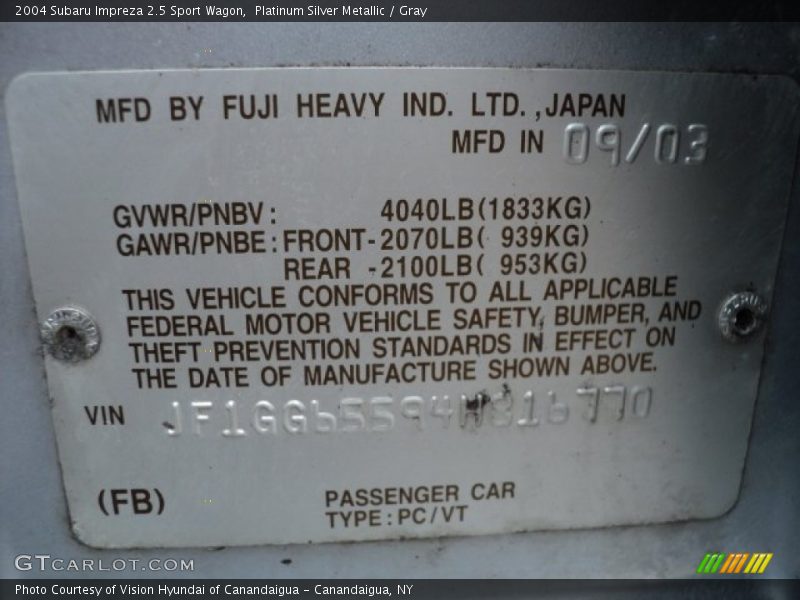 2004 Subaru Impreza 2.5 Sport Wagon, Platinum Silver Metallic / Gray
MFD BY FUJI HEAVY IND. LTD.,JAPAN
MFD IN 09/03
GVWR/PNBV: 4040LB(1833KG)
GAWR/PNBE:FRONT-2070LB( 939KG)
REAR -2100LB( 953KG)
THIS VEHICLE CONFORMS TO ALL APPLICABLE
FEDERAL MOTOR VEHICLE SAFETY, BUMPER, AND
THEFT PREVENTION STANDARDS IN EFFECT ON
THE DATE OF MANUFACTURE SHOWN ABOVE.
VIN JF1GG65594H816770
(FB) PASSENGER CAR
TYPE:PC/VT
GTCARLOT.COM
Photo Courtesy of Vision Hyundai of Canandaigua - Canandaigua, NY